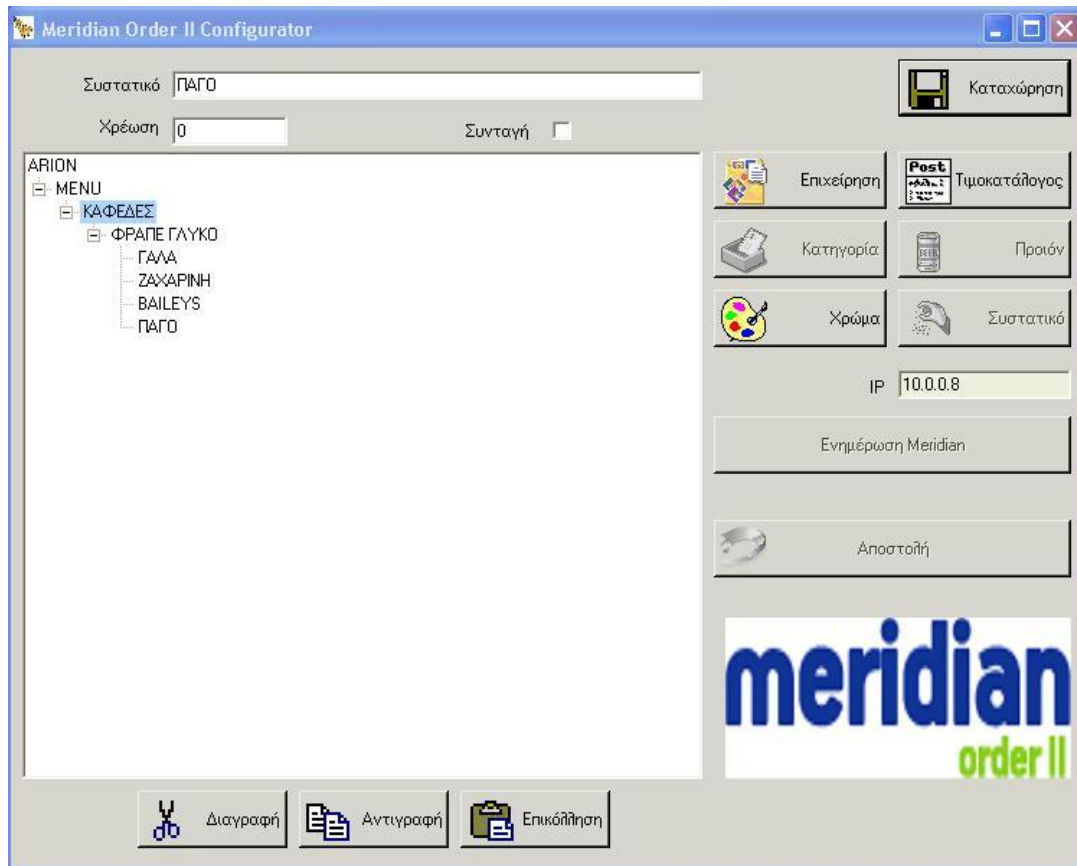 Meridian Order II Configurator
Συστατικό ΠΑΓΟ
Καταχώρηση
Χρέωση 0 Συνταγή
ARION
MENU
ΚΑΦΕΔΕΣ
ΦΡΑΠΕ ΓΛΥΚΟ
ΓΑΛΑ
ΖΑΧΑΡΙΝΗ
BAILEYS
ΠΑΓΟ
Επιχείρηση
Post
Τιμοκατάλογος
Κατηγορία
BEER
Προιόν
Χρώμα
Συστατικό
IP 10.0.0.8
Ενημέρωση Meridian
Αποστολή
meridian
order II
Διαγραφή Αντιγραφή Επικόλληση